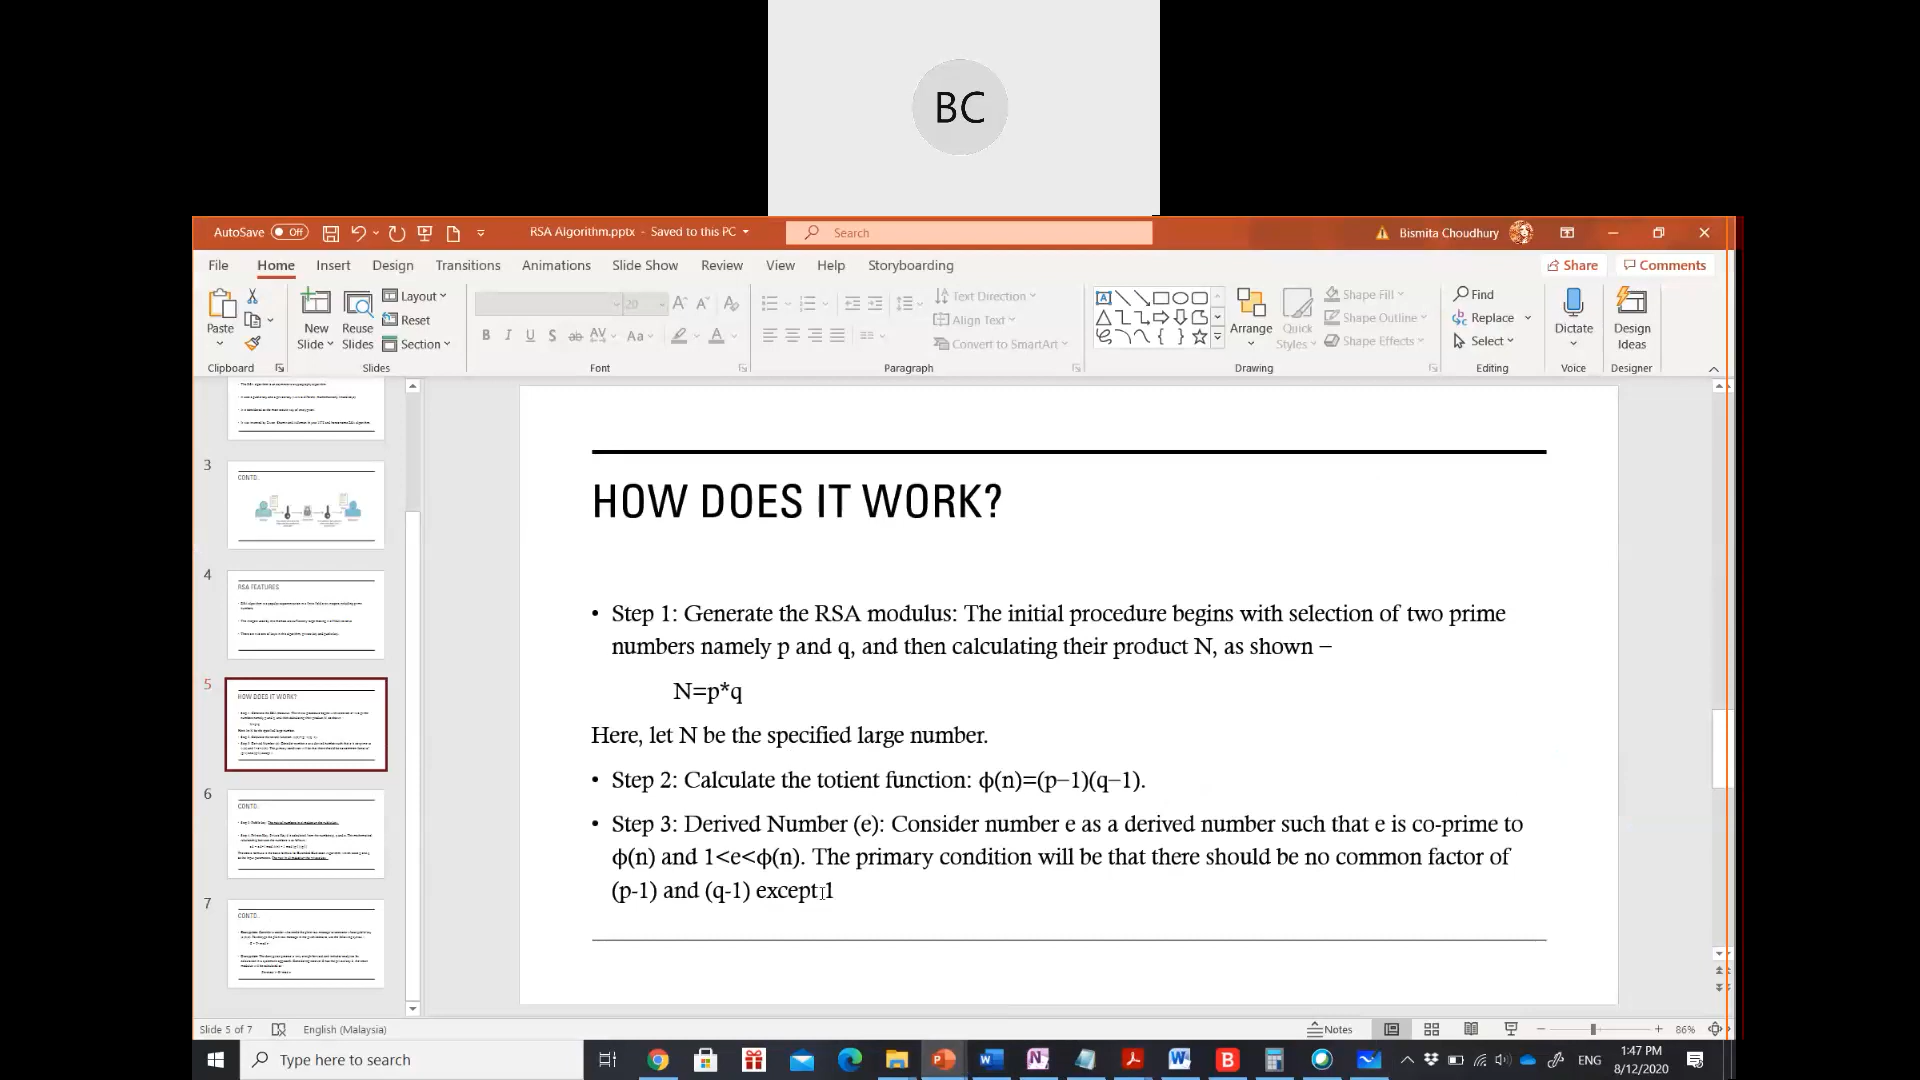 BC
AutoSave Off RSA Algorithm.pptx - Saved to this PC Search Bismita Choudhury
File Home Insert Design Transitions Animations Slide Show Review View Help Storyboarding Share Comments
Paste New Slide Reuse Slides Layout Reset Section
20 B I U S ab AV Aa A
Text Direction
Align Text
Convert to SmartArt
Arrange Quick Styles Shape Fill
Shape Outline
Shape Effects
Find
Replace
Select
Dictate Design Ideas
Clipboard Slides Font Paragraph Drawing Editing Voice Designer
3
CONTD..
4
RSA FEATURES
5
HOW DOES IT WORK?
6
CONTD..
7
CONTD..
HOW DOES IT WORK?
• Step 1: Generate the RSA modulus: The initial procedure begins with selection of two prime
numbers namely p and q, and then calculating their product N, as shown −
N=p*q
Here, let N be the specified large number.
• Step 2: Calculate the totient function: ϕ(n)=(p−1)(q−1).
• Step 3: Derived Number (e): Consider number e as a derived number such that e is co-prime to
ϕ(n) and 1<e<ϕ(n). The primary condition will be that there should be no common factor of
(p-1) and (q-1) except 1
Slide 5 of 7 English (Malaysia) Notes 86%
Type here to search ENG 1:47 PM
8/12/2020